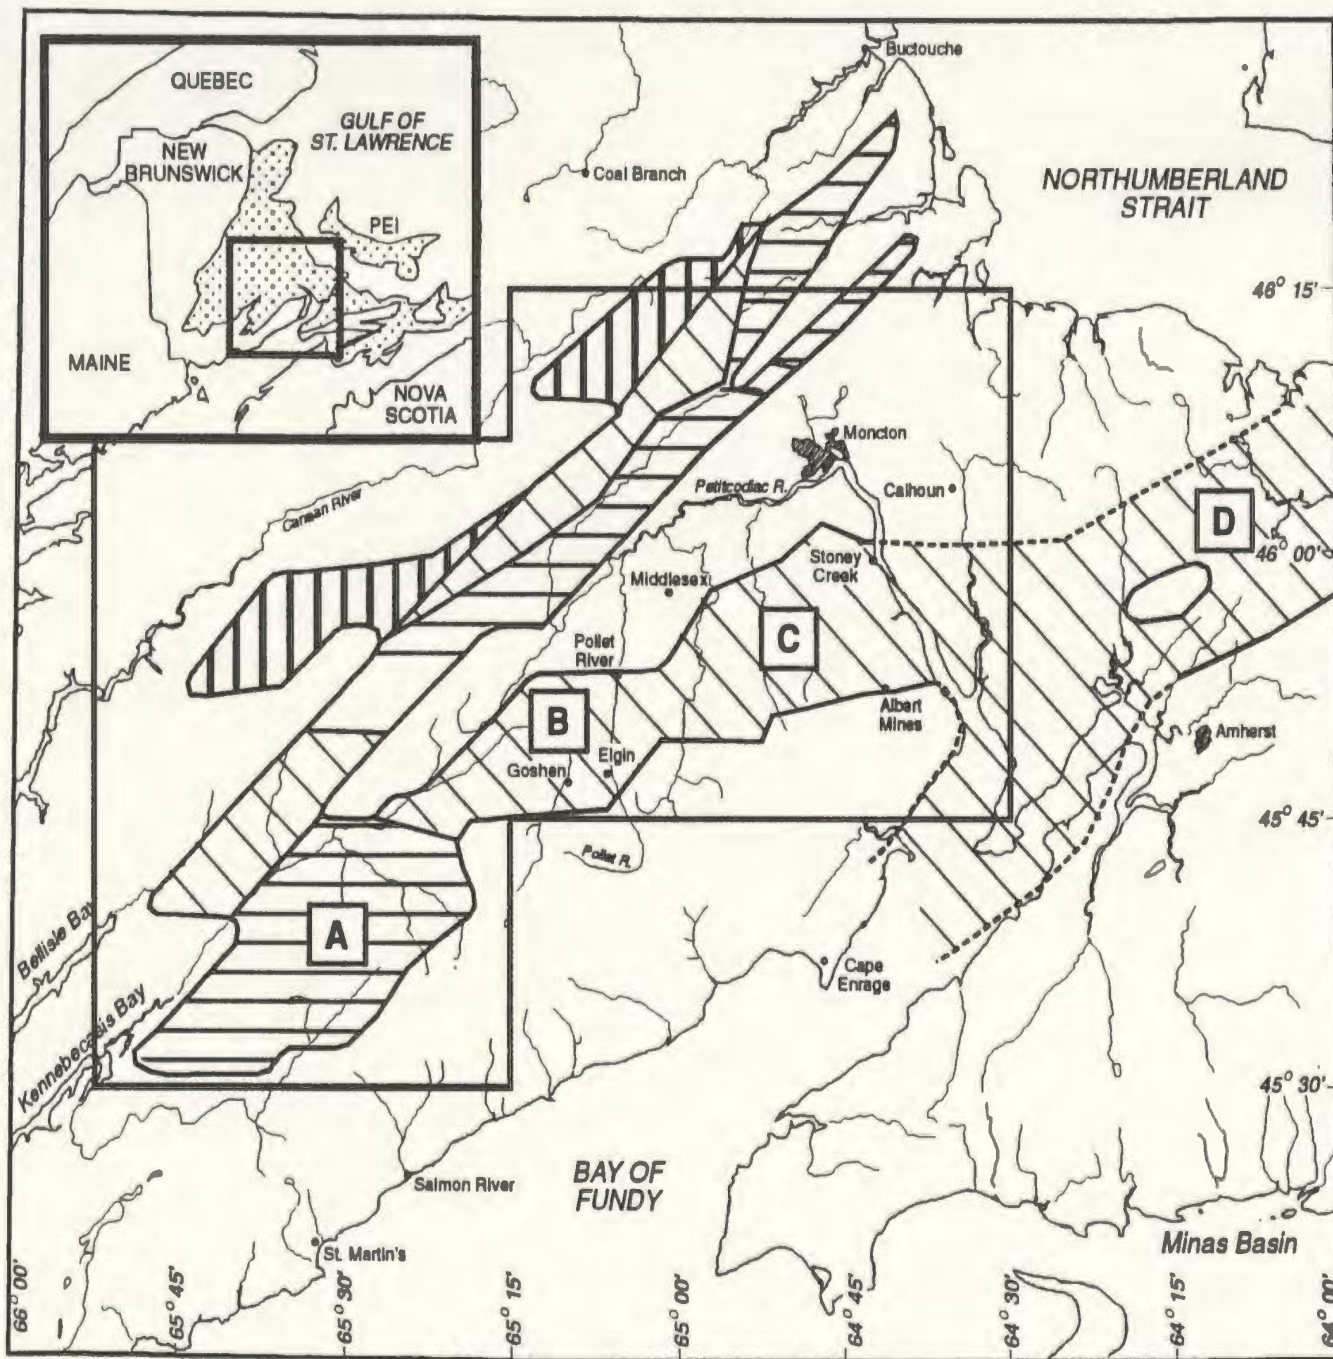 QUEBEC
GULF OF
ST. LAWRENCE
NEW
BRUNSWICK
PEI
MAINE
NOVA
SCOTIA
Buctouche
Coal Branch
NORTHUMBERLAND
STRAIT
46° 15'
Moncton
Petitcodiac R.
Calhoun
Canaan River
D
46° 00'
Stoney
Creek
Middlesex
C
Pollet
River
B
Albert
Mines
Amherst
Elgin
Goshen
45° 45'
Pollet R.
A
Bellisle Bay
Cape
Enrage
Kennebecasis Bay
45° 30'
BAY OF
FUNDY
Salmon River
St. Martin's
Minas Basin
66° 00'
65° 45'
65° 30'
65° 15'
65° 00'
64° 45'
64° 30'
64° 15'
64° 00'